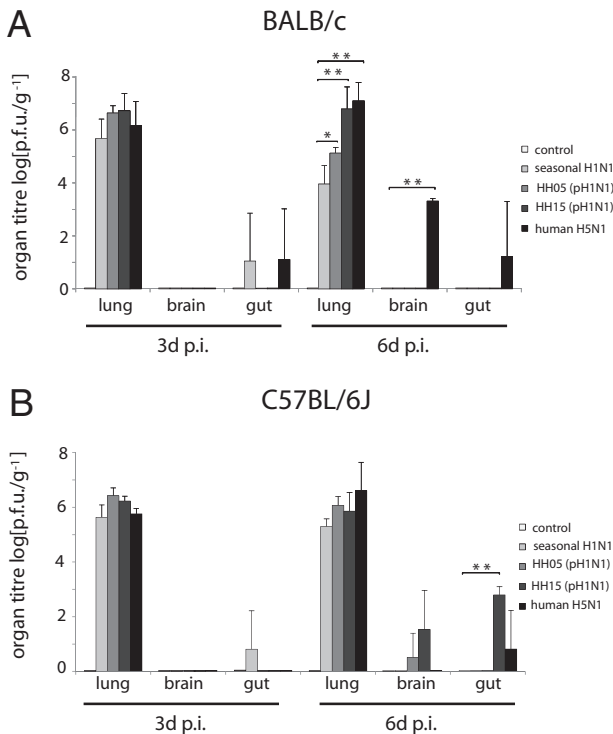 A
BALB/c
organ titre log[p.f.u./g⁻¹]
8
6
4
2
0
* *
* *
*
* *
control
seasonal H1N1
HH05 (pH1N1)
HH15 (pH1N1)
human H5N1
lung brain gut lung brain gut
3d p.i. 6d p.i.
B
C57BL/6J
organ titre log[p.f.u./g⁻¹]
8
6
4
2
0
* *
control
seasonal H1N1
HH05 (pH1N1)
HH15 (pH1N1)
human H5N1
lung brain gut lung brain gut
3d p.i. 6d p.i.